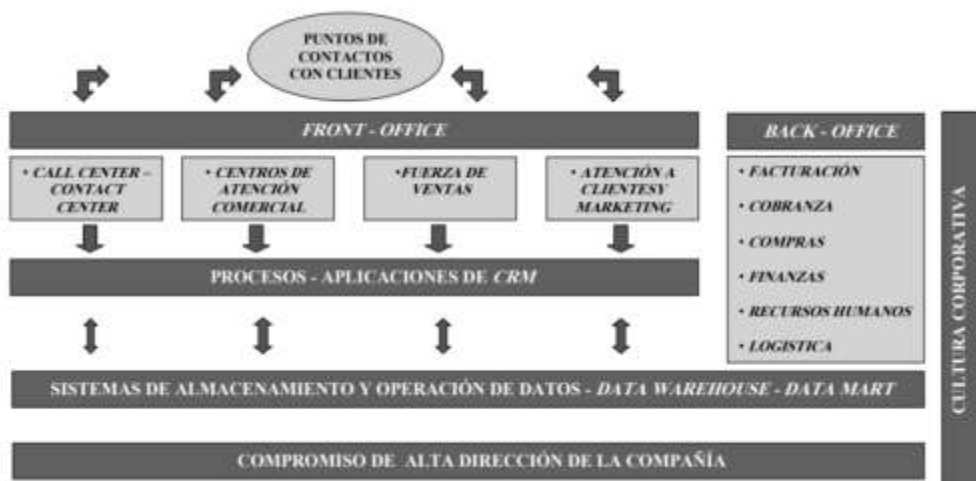 PUNTOS DE
CONTACTOS
CON CLIENTES
FRONT - OFFICE
• CALL CENTER –
CONTACT
CENTER
• CENTROS DE
ATENCIÓN
COMERCIAL
•FUERZA DE
VENTAS
• ATENCIÓN A
CLIENTESY
MARKETING
PROCESOS - APLICACIONES DE CRM
BACK - OFFICE
• FACTURACIÓN
• COBRANZA
• COMPRAS
• FINANZAS
• RECURSOS HUMANOS
• LOGISTICA
SISTEMAS DE ALMACENAMIENTO Y OPERACIÓN DE DATOS - DATA WAREHOUSE - DATA MART
COMPROMISO DE ALTA DIRECCIÓN DE LA COMPAÑÍA
CULTURA CORPORATIVA